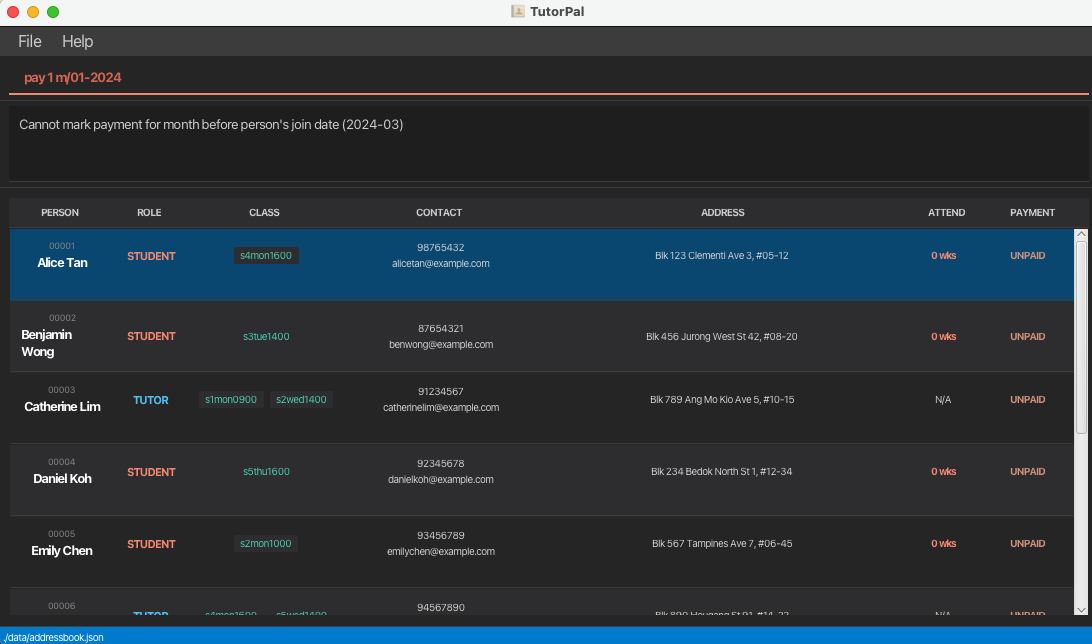 TutorPal
File Help
pay 1 m/01-2024
Cannot mark payment for month before person's join date (2024-03)
PERSON ROLE CLASS CONTACT ADDRESS ATTEND PAYMENT
00001
Alice Tan STUDENT s4mon1600 98765432 Blk 123 Clementi Ave 3, #05-12 0 wks UNPAID
alicetan@example.com
00002
Benjamin Wong STUDENT s3tue1400 87654321 Blk 456 Jurong West St 42, #08-20 0 wks UNPAID
benwong@example.com
00003
Catherine Lim TUTOR s1mon0900 s2wed1400 91234567 Blk 789 Ang Mo Kio Ave 5, #10-15 N/A UNPAID
catherinelim@example.com
00004
Daniel Koh STUDENT s5thu1600 92345678 Blk 234 Bedok North St 1, #12-34 0 wks UNPAID
danielkoh@example.com
00005
Emily Chen STUDENT s2mon1000 93456789 Blk 567 Tampines Ave 7, #06-45 0 wks UNPAID
emilychen@example.com
00006 94567890
TUTOR N/A UNPAID
./data/addressbook.json